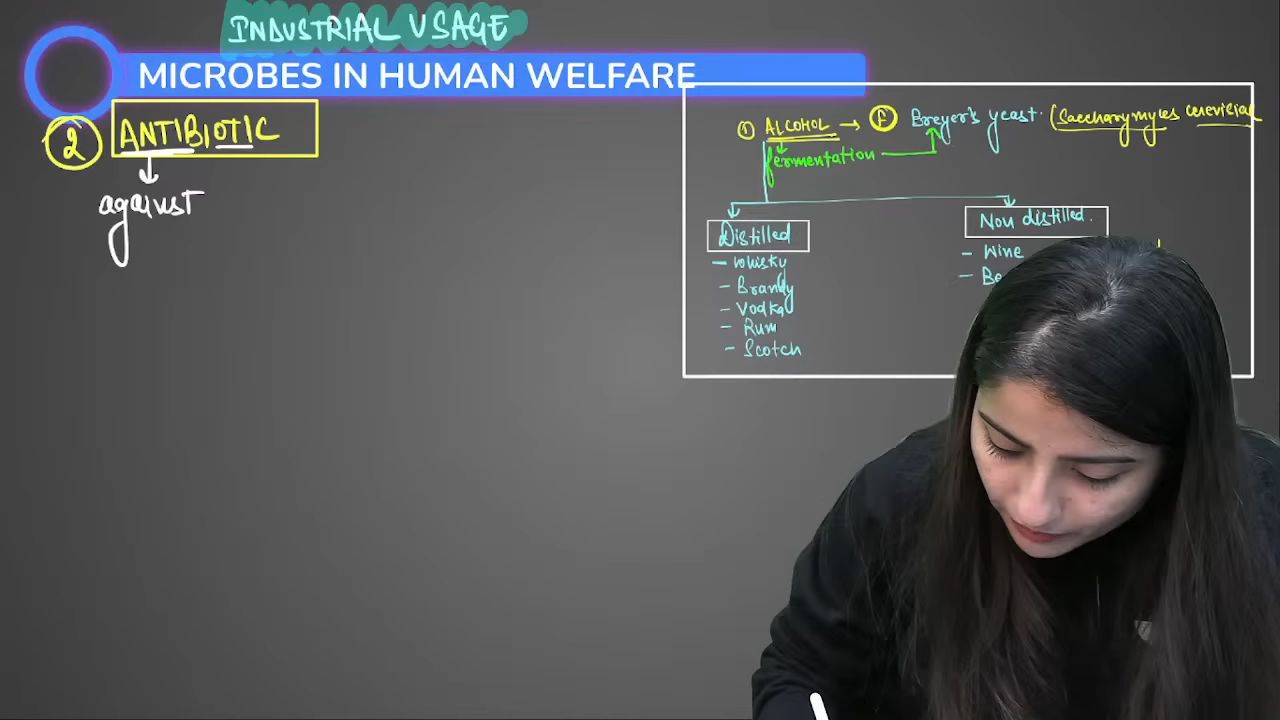 INDUSTRIAL USAGE
MICROBES IN HUMAN WELFARE
2 ANTIBIOTIC
against
① ALCOHOL → F Breyer's yeast. (Saccharomyces cerevisiae
fermentation
Distilled
- Whisky
- Brandy
- Vodka
- Rum
- Scotch
Non distilled.
- Wine
- Be